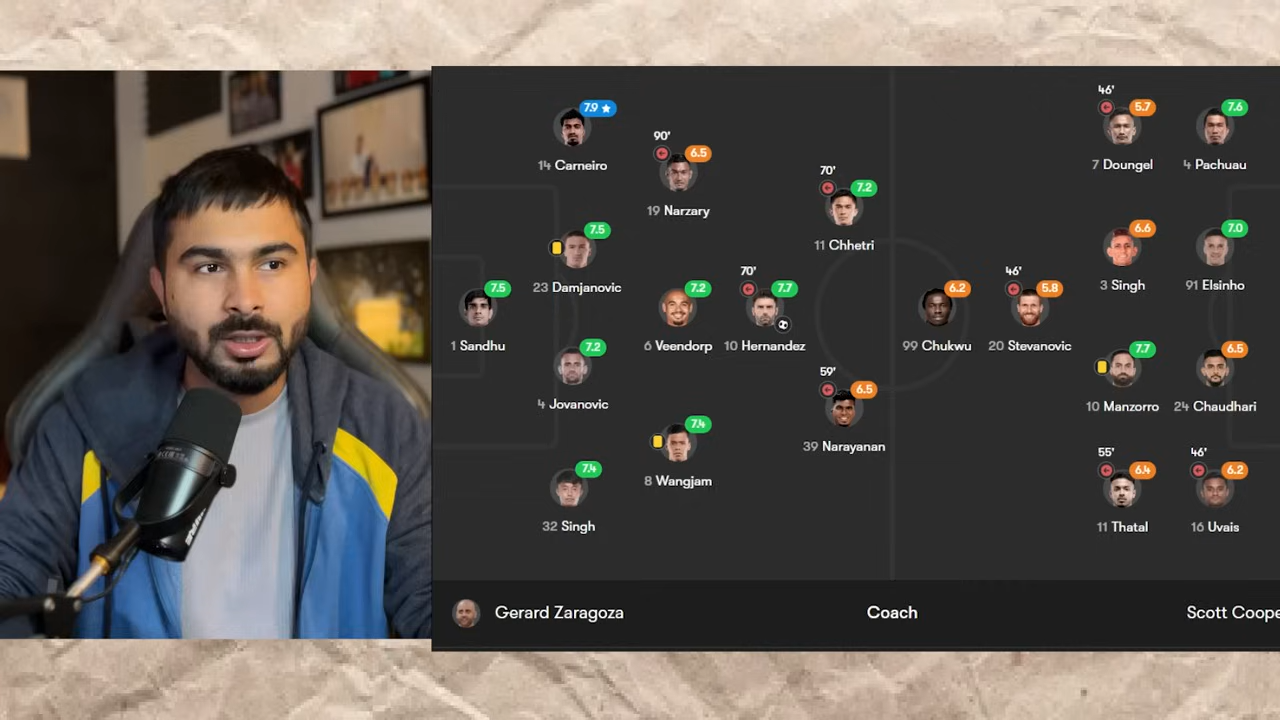 7.9
14 Carneiro
90'
6.5
19 Narzary
7.5
23 Damjanovic
7.5
1 Sandhu
7.2
6 Veendorp
70'
7.7
10 Hernandez
7.2
4 Jovanovic
7.4
8 Wangjam
7.4
32 Singh
70'
7.2
11 Chhetri
59'
6.5
39 Narayanan
6.2
99 Chukwu
46'
5.8
20 Stevanovic
46'
5.7
7 Doungel
7.6
4 Pachuau
6.6
3 Singh
7.0
91 Elsinho
7.7
10 Manzorro
6.5
24 Chaudhari
55'
6.4
11 Thatal
46'
6.2
16 Uvais
Gerard Zaragoza
Coach
Scott Coope